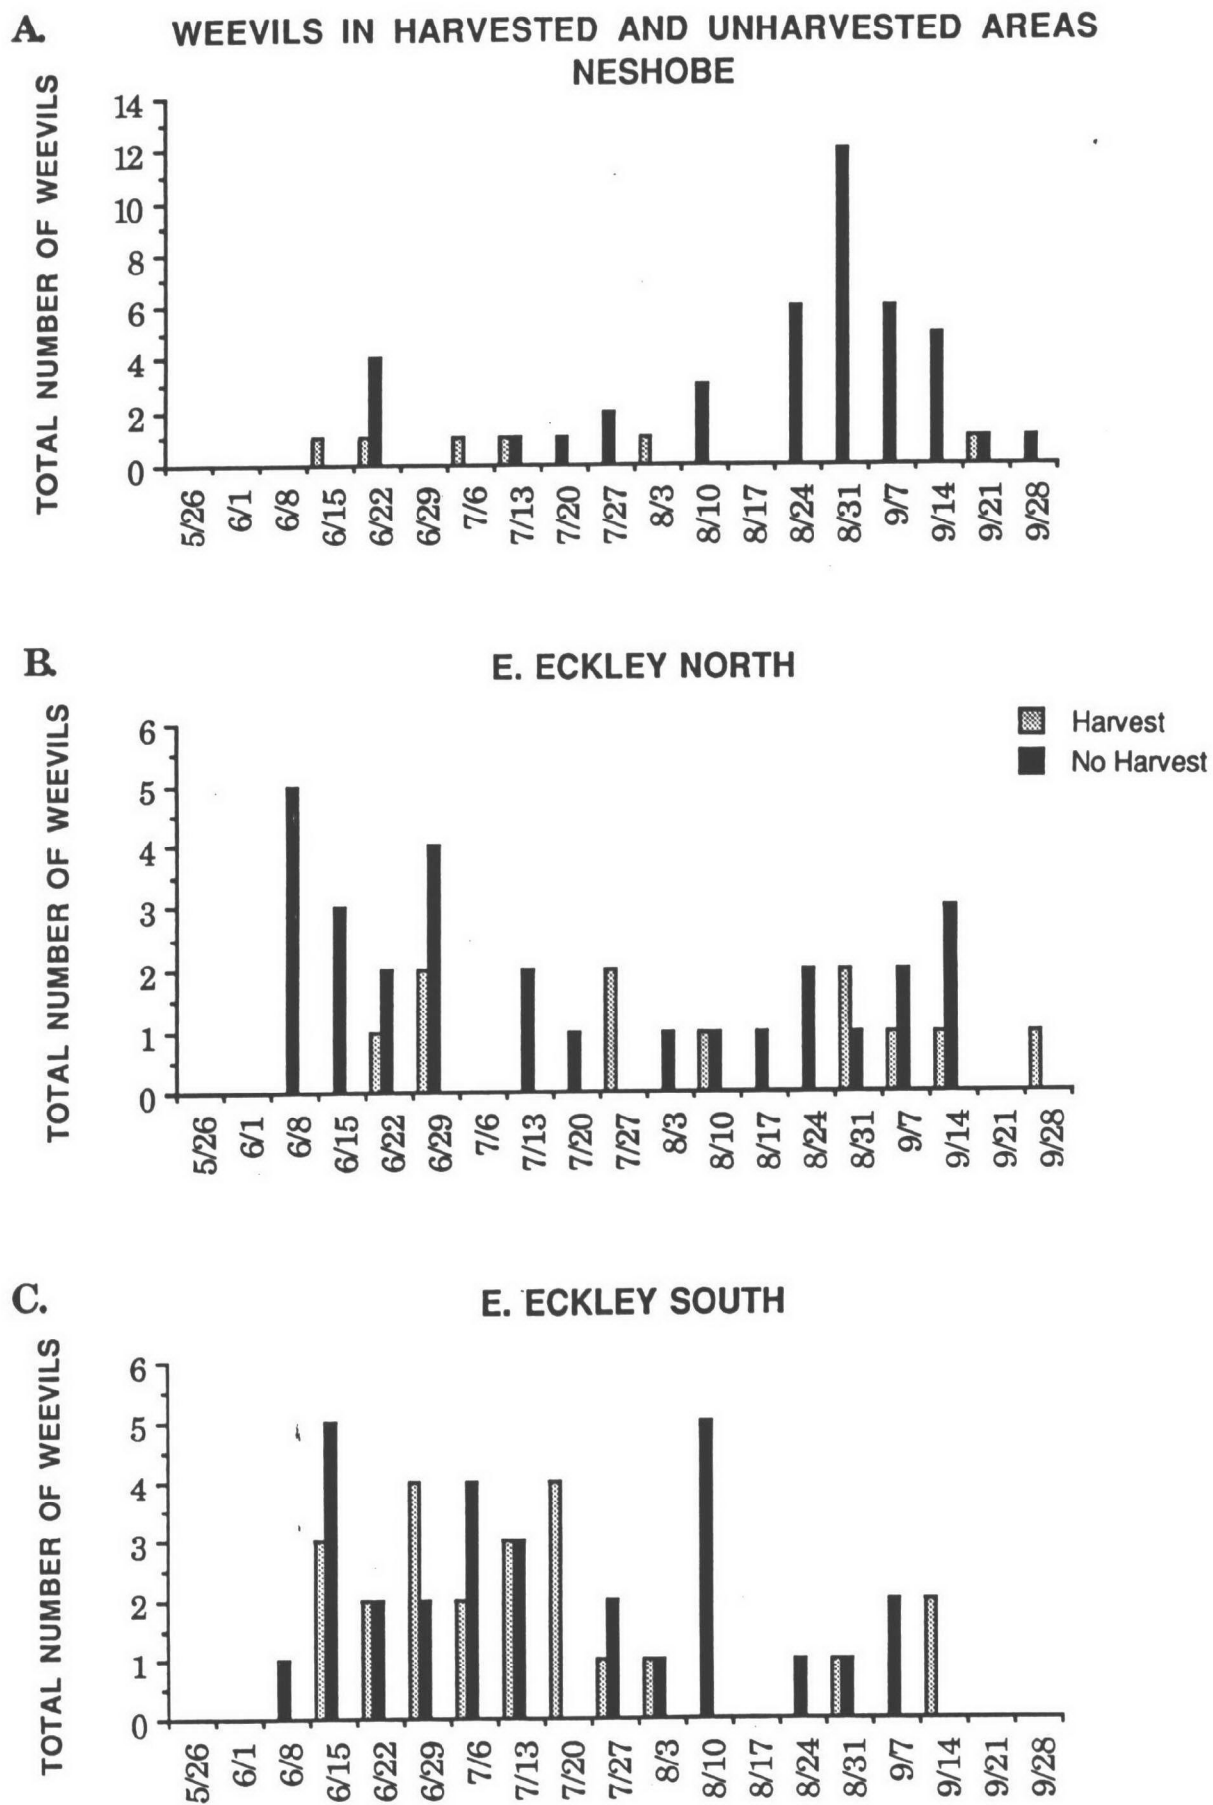 A.
WEEVILS IN HARVESTED AND UNHARVESTED AREAS
NESHOBE
TOTAL NUMBER OF WEEVILS
14
12
10
8
6
4
2
0
5/26 6/1 6/8 6/15 6/22 6/29 7/6 7/13 7/20 7/27 8/3 8/10 8/17 8/24 8/31 9/7 9/14 9/21 9/28
B.
E. ECKLEY NORTH
Harvest
No Harvest
TOTAL NUMBER OF WEEVILS
6
5
4
3
2
1
0
5/26 6/1 6/8 6/15 6/22 6/29 7/6 7/13 7/20 7/27 8/3 8/10 8/17 8/24 8/31 9/7 9/14 9/21 9/28
C.
E. ECKLEY SOUTH
TOTAL NUMBER OF WEEVILS
6
5
4
3
2
1
0
5/26 6/1 6/8 6/15 6/22 6/29 7/6 7/13 7/20 7/27 8/3 8/10 8/17 8/24 8/31 9/7 9/14 9/21 9/28